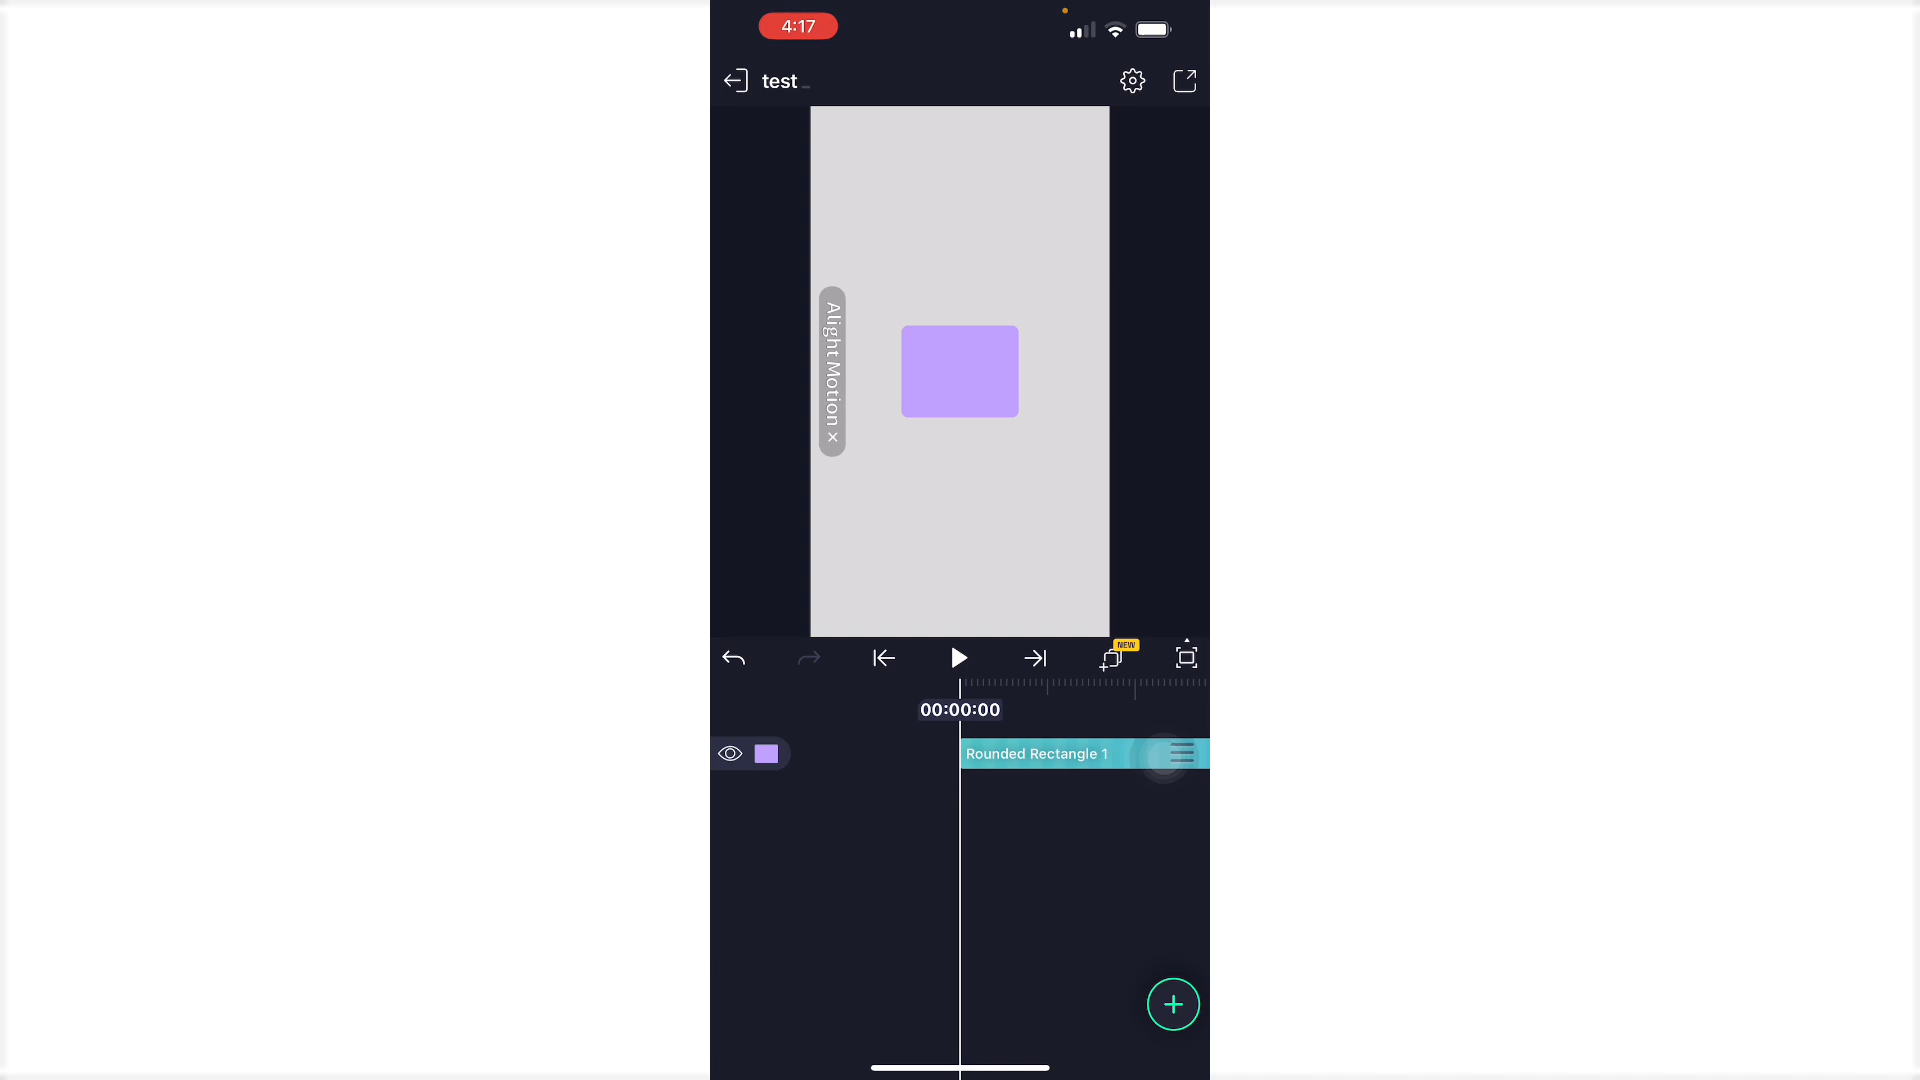 4:17
test
Alight Motion ×
NEW
00:00:00
Rounded Rectangle 1